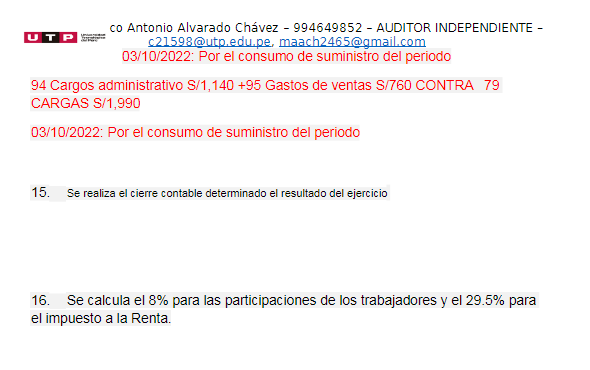 co Antonio Alvarado Chávez – 994649852 – AUDITOR INDEPENDIENTE –
UTP Universidad Tecnológica del Perú
c21598@utp.edu.pe, maach2465@gmail.com
03/10/2022: Por el consumo de suministro del periodo
94 Cargos administrativo S/1,140 +95 Gastos de ventas S/760 CONTRA 79
CARGAS S/1,990
03/10/2022: Por el consumo de suministro del periodo
15. Se realiza el cierre contable determinado el resultado del ejercicio
16. Se calcula el 8% para las participaciones de los trabajadores y el 29.5% para
el impuesto a la Renta.